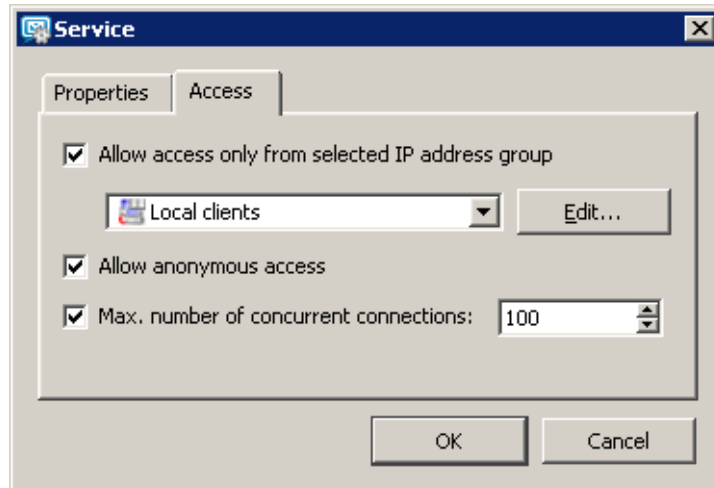 Service
Properties Access
Allow access only from selected IP address group
Local clients Edit...
Allow anonymous access
Max. number of concurrent connections: 100
OK Cancel